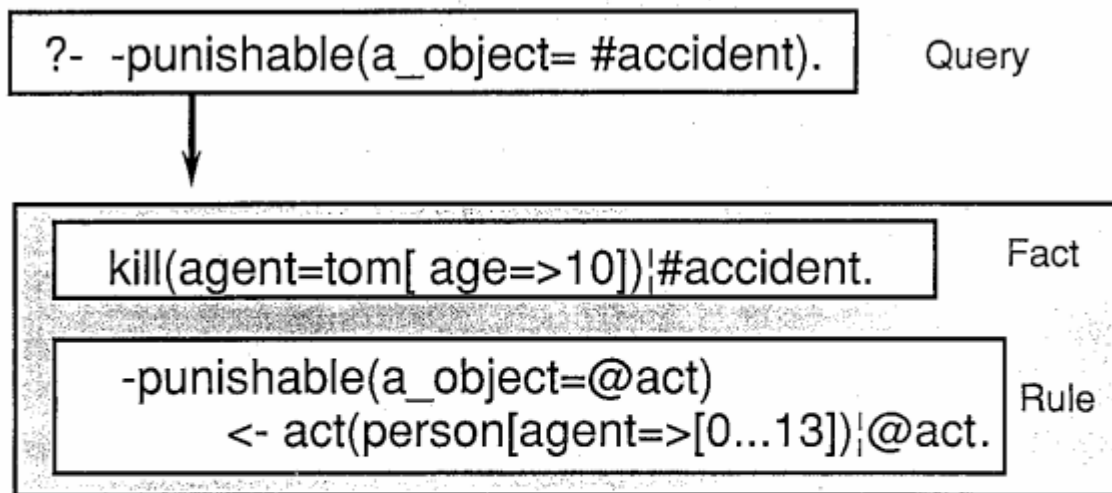 ?- -punishable(a_object= #accident).
Query
kill(agent=tom[ age=>10])¦#accident.
Fact
-punishable(a_object=@act)
<- act(person[agent=>[0...13])¦@act.
Rule